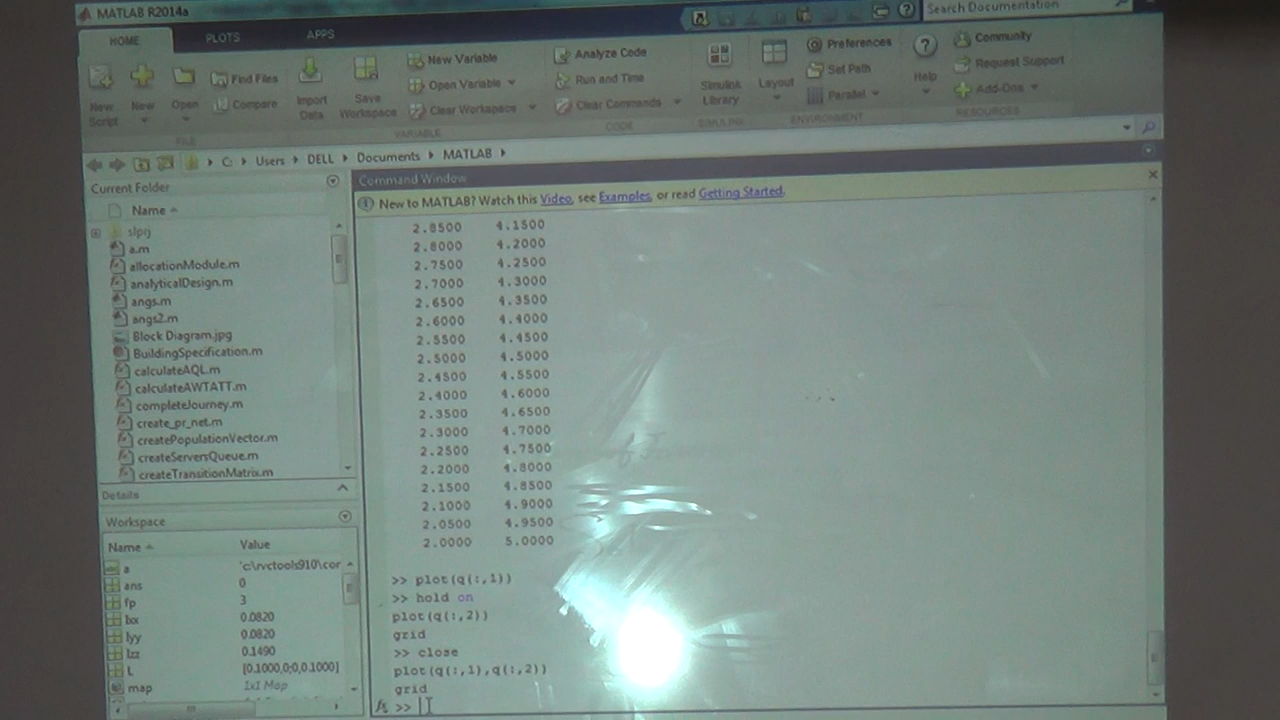 MATLAB R2014a
Search Documentation
HOME PLOTS APPS
New Script
New
Open
Find Files
Compare
Import Data
Save Workspace
New Variable
Open Variable
Clear Workspace
Analyze Code
Run and Time
Clear Commands
Simulink Library
Layout
Preferences
Set Path
Parallel
Help
Community
Request Support
Add-Ons
FILE VARIABLE CODE SIMULINK ENVIRONMENT RESOURCES
C: Users DELL Documents MATLAB
Current Folder
Name
slprj
a.m
allocationModule.m
analyticalDesign.m
angs.m
angs2.m
Block Diagram.jpg
BuildingSpecification.m
calculateAQL.m
calculateAWTATT.m
completeJourney.m
create_pr_net.m
createPopulationVector.m
createServersQueue.m
createTransitionMatrix.m
Details
Workspace
Name Value
a 'c:\rvctools910\cor
ans 0
fp 3
Ixx 0.0820
Iyy 0.0820
Izz 0.1490
L [0.1000,0;0,0.1000]
map 1x1 Map
Command Window
New to MATLAB? Watch this Video, see Examples, or read Getting Started.
2.8500 4.1500
2.8000 4.2000
2.7500 4.2500
2.7000 4.3000
2.6500 4.3500
2.6000 4.4000
2.5500 4.4500
2.5000 4.5000
2.4500 4.5500
2.4000 4.6000
2.3500 4.6500
2.3000 4.7000
2.2500 4.7500
2.2000 4.8000
2.1500 4.8500
2.1000 4.9000
2.0500 4.9500
2.0000 5.0000
>> plot(q(:,1))
>> hold on
plot(q(:,2))
grid
>> close
plot(q(:,1),q(:,2))
grid
fx >>